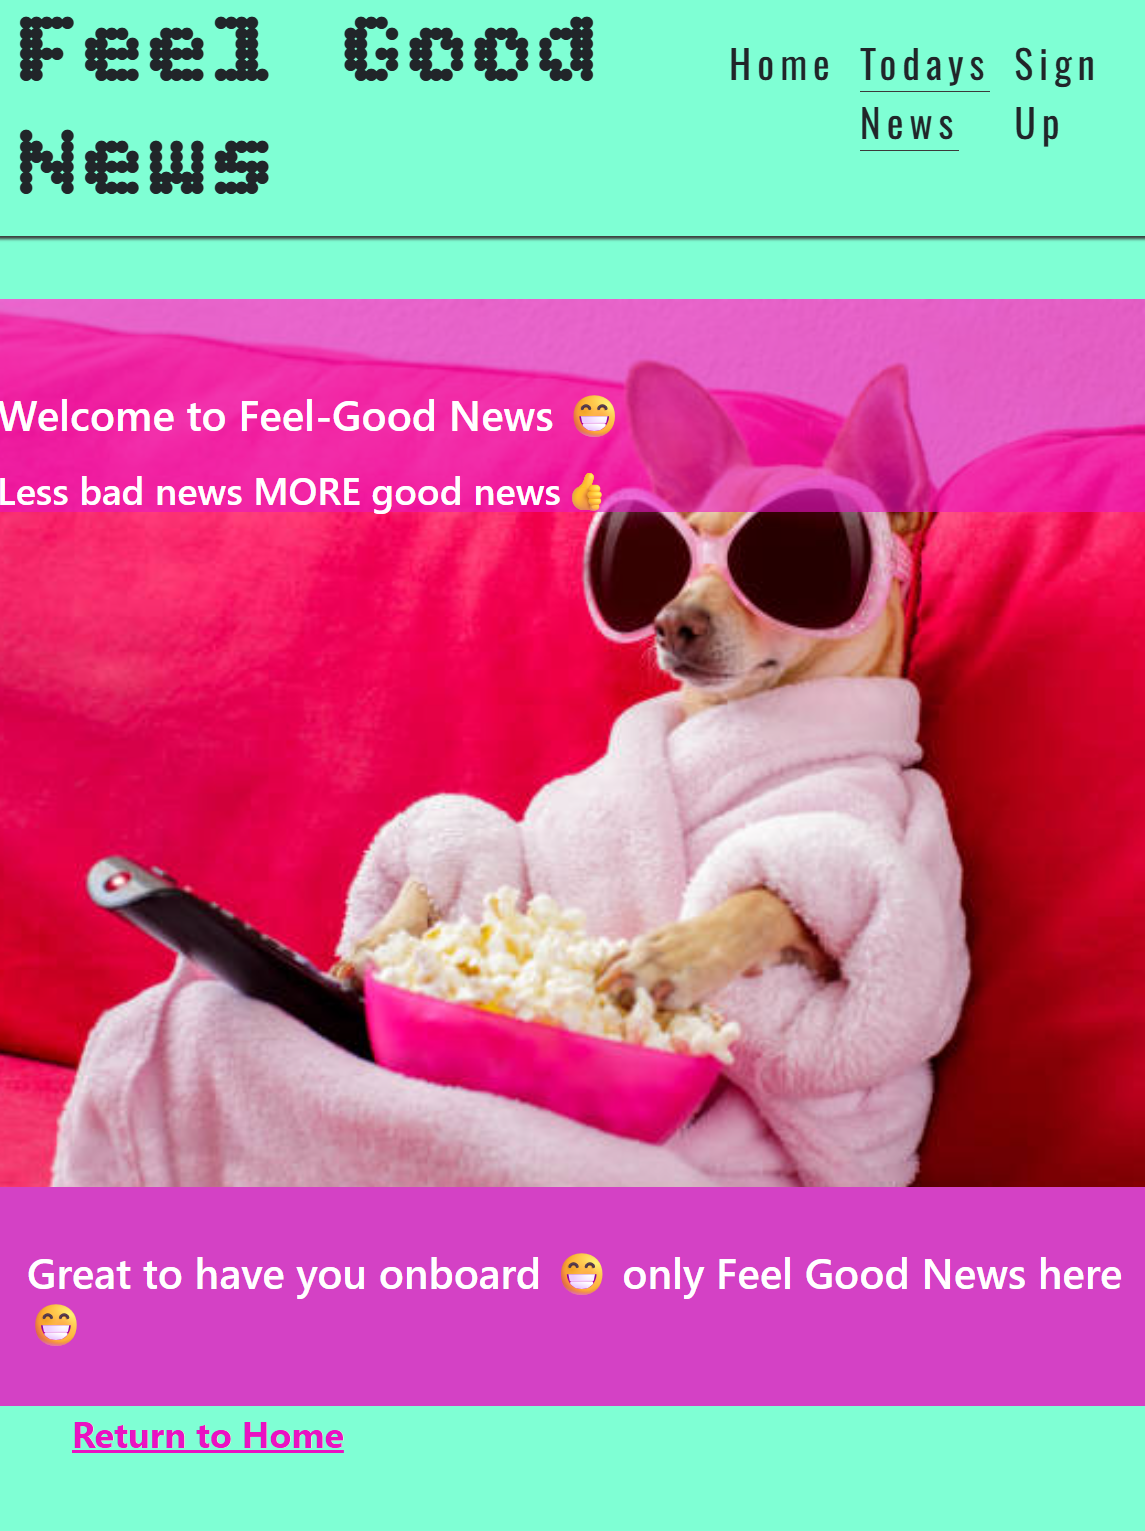 Feel Good
News
Home Todays Sign
News Up
Welcome to Feel-Good News 😁
Less bad news MORE good news 👍
Great to have you onboard 😁 only Feel Good News here
😁
Return to Home